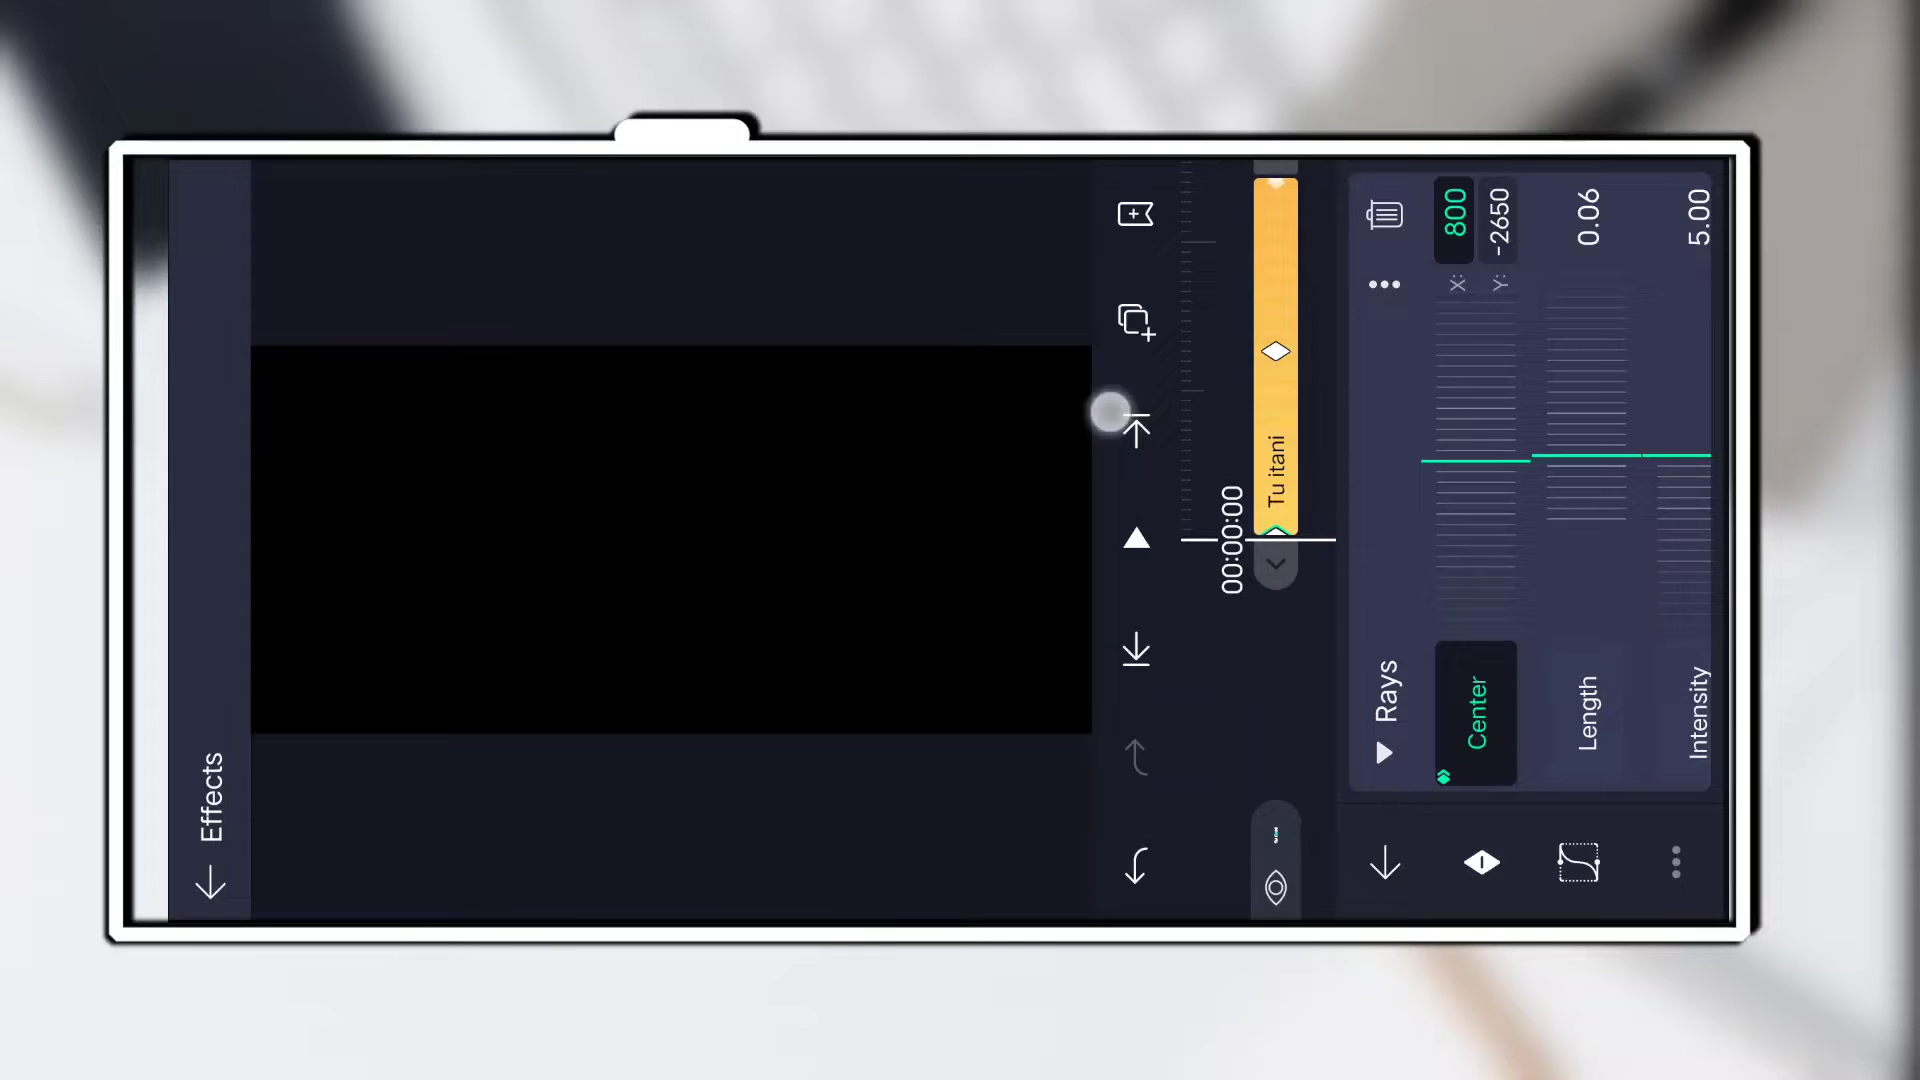 ← Effects
00:00:00
Tu itani
Rays
Center
X: 800
Y: -2650
Length
0.06
Intensity
5.00